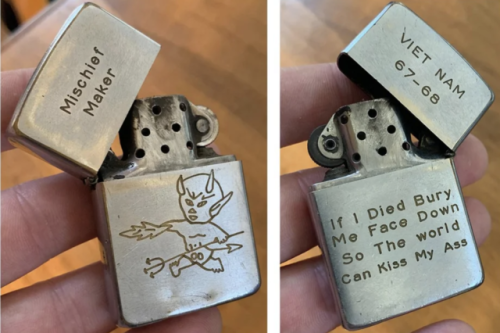 Mischief
Maker
VIET NAM
67-68
If I Died Bury
Me Face Down
So The world
Can Kiss My Ass